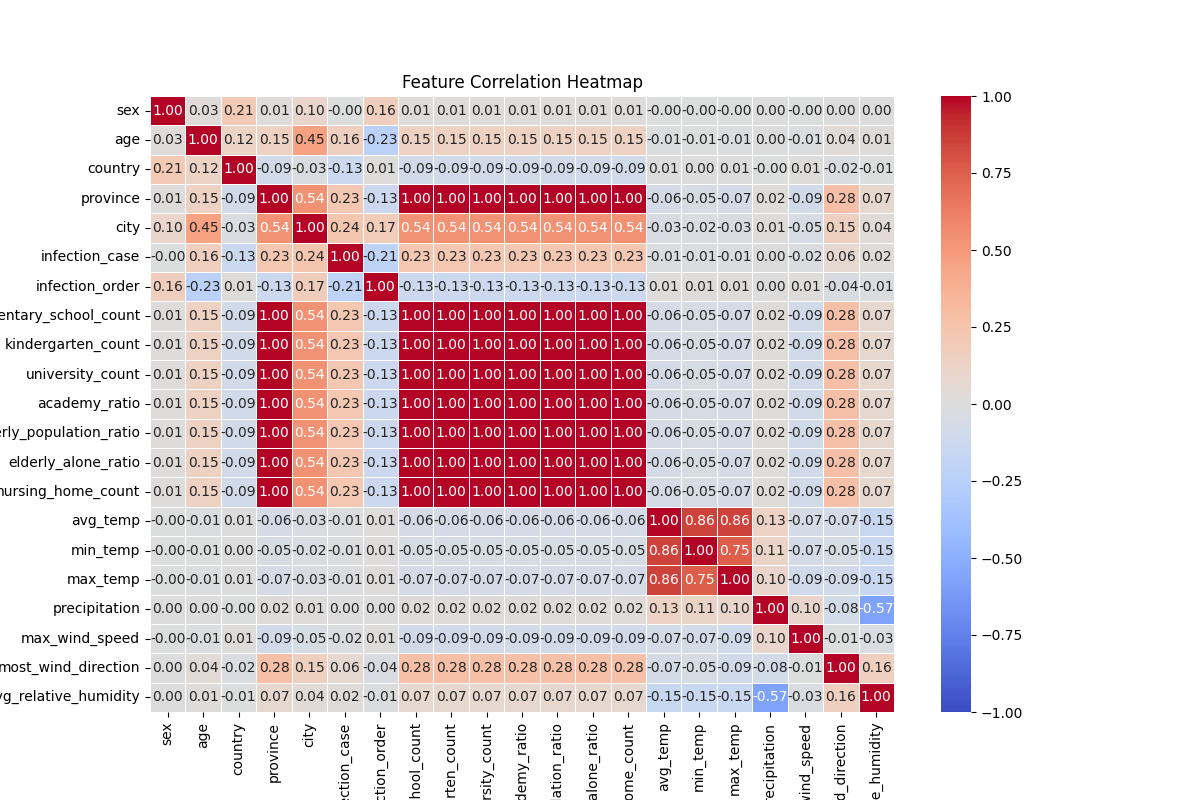 Feature Correlation Heatmap
sex 1.00 0.03 0.21 0.01 0.10 -0.00 0.16 0.01 0.01 0.01 0.01 0.01 0.01 0.01 -0.00 -0.00 -0.00 0.00 -0.00 0.00 0.00
age 0.03 1.00 0.12 0.15 0.45 0.16 -0.23 0.15 0.15 0.15 0.15 0.15 0.15 0.15 -0.01 -0.01 -0.01 0.00 -0.01 0.04 0.01
country 0.21 0.12 1.00 -0.09 -0.03 -0.13 0.01 -0.09 -0.09 -0.09 -0.09 -0.09 -0.09 -0.09 0.01 0.00 0.01 -0.00 0.01 -0.02 -0.01
province 0.01 0.15 -0.09 1.00 0.54 0.23 -0.13 1.00 1.00 1.00 1.00 1.00 1.00 1.00 -0.06 -0.05 -0.07 0.02 -0.09 0.28 0.07
city 0.10 0.45 -0.03 0.54 1.00 0.24 0.17 0.54 0.54 0.54 0.54 0.54 0.54 0.54 -0.03 -0.02 -0.03 0.01 -0.05 0.15 0.04
infection_case -0.00 0.16 -0.13 0.23 0.24 1.00 -0.21 0.23 0.23 0.23 0.23 0.23 0.23 0.23 -0.01 -0.01 -0.01 0.00 -0.02 0.06 0.02
infection_order 0.16 -0.23 0.01 -0.13 0.17 -0.21 1.00 -0.13 -0.13 -0.13 -0.13 -0.13 -0.13 -0.13 0.01 0.01 0.01 0.00 0.01 -0.04 -0.01
entary_school_count 0.01 0.15 -0.09 1.00 0.54 0.23 -0.13 1.00 1.00 1.00 1.00 1.00 1.00 1.00 -0.06 -0.05 -0.07 0.02 -0.09 0.28 0.07
kindergarten_count 0.01 0.15 -0.09 1.00 0.54 0.23 -0.13 1.00 1.00 1.00 1.00 1.00 1.00 1.00 -0.06 -0.05 -0.07 0.02 -0.09 0.28 0.07
university_count 0.01 0.15 -0.09 1.00 0.54 0.23 -0.13 1.00 1.00 1.00 1.00 1.00 1.00 1.00 -0.06 -0.05 -0.07 0.02 -0.09 0.28 0.07
academy_ratio 0.01 0.15 -0.09 1.00 0.54 0.23 -0.13 1.00 1.00 1.00 1.00 1.00 1.00 1.00 -0.06 -0.05 -0.07 0.02 -0.09 0.28 0.07
erly_population_ratio 0.01 0.15 -0.09 1.00 0.54 0.23 -0.13 1.00 1.00 1.00 1.00 1.00 1.00 1.00 -0.06 -0.05 -0.07 0.02 -0.09 0.28 0.07
elderly_alone_ratio 0.01 0.15 -0.09 1.00 0.54 0.23 -0.13 1.00 1.00 1.00 1.00 1.00 1.00 1.00 -0.06 -0.05 -0.07 0.02 -0.09 0.28 0.07
nursing_home_count 0.01 0.15 -0.09 1.00 0.54 0.23 -0.13 1.00 1.00 1.00 1.00 1.00 1.00 1.00 -0.06 -0.05 -0.07 0.02 -0.09 0.28 0.07
avg_temp -0.00 -0.01 0.01 -0.06 -0.03 -0.01 0.01 -0.06 -0.06 -0.06 -0.06 -0.06 -0.06 -0.06 1.00 0.86 0.86 0.13 -0.07 -0.07 -0.15
min_temp -0.00 -0.01 0.00 -0.05 -0.02 -0.01 0.01 -0.05 -0.05 -0.05 -0.05 -0.05 -0.05 -0.05 0.86 1.00 0.75 0.11 -0.07 -0.05 -0.15
max_temp -0.00 -0.01 0.01 -0.07 -0.03 -0.01 0.01 -0.07 -0.07 -0.07 -0.07 -0.07 -0.07 -0.07 0.86 0.75 1.00 0.10 -0.09 -0.09 -0.15
precipitation 0.00 0.00 -0.00 0.02 0.01 0.00 0.00 0.02 0.02 0.02 0.02 0.02 0.02 0.02 0.13 0.11 0.10 1.00 0.10 -0.08 -0.57
max_wind_speed -0.00 -0.01 0.01 -0.09 -0.05 -0.02 0.01 -0.09 -0.09 -0.09 -0.09 -0.09 -0.09 -0.09 -0.07 -0.07 -0.09 0.10 1.00 -0.01 -0.03
most_wind_direction 0.00 0.04 -0.02 0.28 0.15 0.06 -0.04 0.28 0.28 0.28 0.28 0.28 0.28 0.28 -0.07 -0.05 -0.09 -0.08 -0.01 1.00 0.16
vg_relative_humidity 0.00 0.01 -0.01 0.07 0.04 0.02 -0.01 0.07 0.07 0.07 0.07 0.07 0.07 0.07 -0.15 -0.15 -0.15 -0.57 -0.03 0.16 1.00
sex
age
country
province
city
ection_case
ction_order
hool_count
rten_count
rsity_count
demy_ratio
lation_ratio
alone_ratio
ome_count
avg_temp
min_temp
max_temp
recipitation
wind_speed
d_direction
e_humidity
1.00
0.75
0.50
0.25
0.00
−0.25
−0.50
−0.75
−1.00